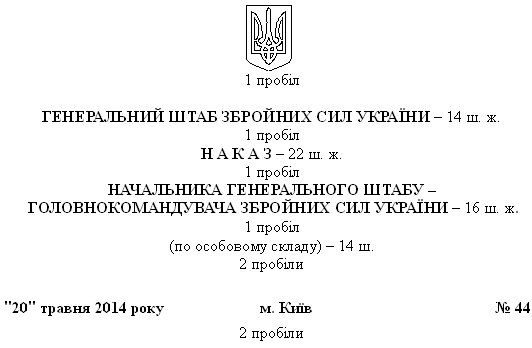 1 пробіл
ГЕНЕРАЛЬНИЙ ШТАБ ЗБРОЙНИХ СИЛ УКРАЇНИ – 14 ш. ж.
1 пробіл
Н А К А З – 22 ш. ж.
1 пробіл
НАЧАЛЬНИКА ГЕНЕРАЛЬНОГО ШТАБУ –
ГОЛОВНОКОМАНДУВАЧА ЗБРОЙНИХ СИЛ УКРАЇНИ – 16 ш. ж.
1 пробіл
(по особовому складу) – 14 ш.
2 пробіли
"20" травня 2014 року м. Київ № 44
2 пробіли